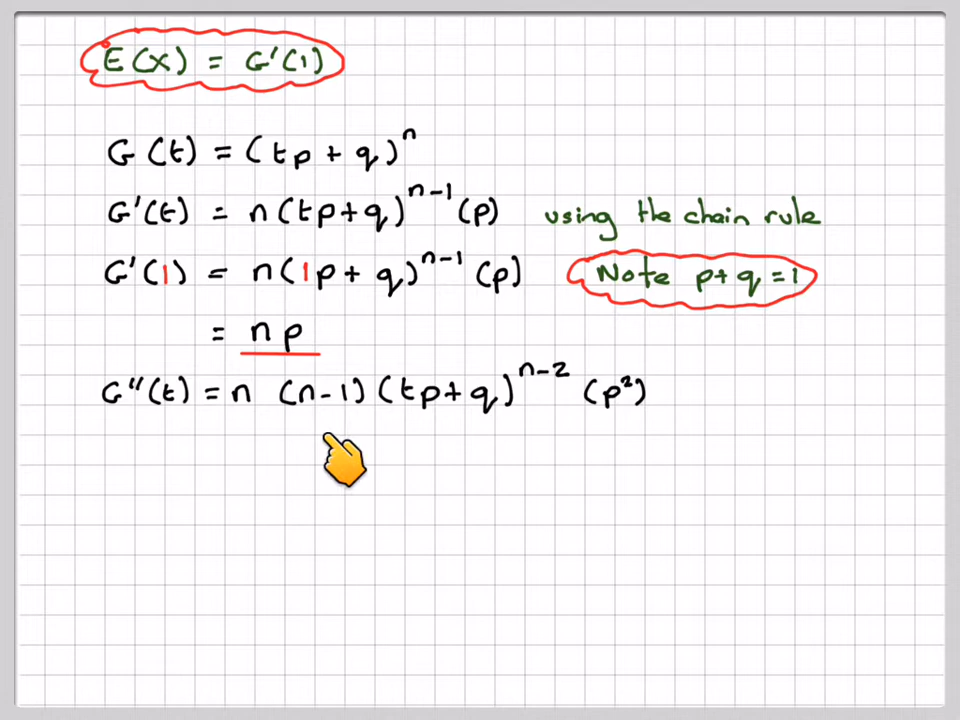 E(X) = G'(1)
G(t) = (tp + q)^n
G'(t) = n(tp+q)^n-1 (p) using the chain rule
G'(1) = n(1p + q)^n-1 (p) Note p+q=1
= np
G''(t) = n (n-1)(tp+q)^n-2 (p²)